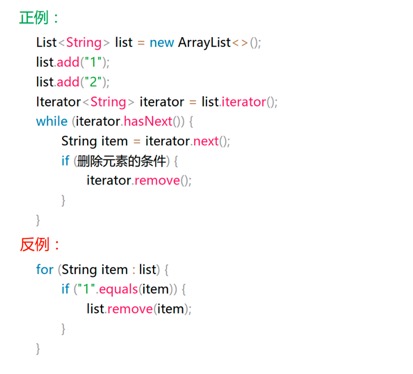 正例：
List<String> list = new ArrayList<>();
list.add("1");
list.add("2");
Iterator<String> iterator = list.iterator();
while (iterator.hasNext()) {
String item = iterator.next();
if (删除元素的条件) {
iterator.remove();
}
}
反例：
for (String item : list) {
if ("1".equals(item)) {
list.remove(item);
}
}